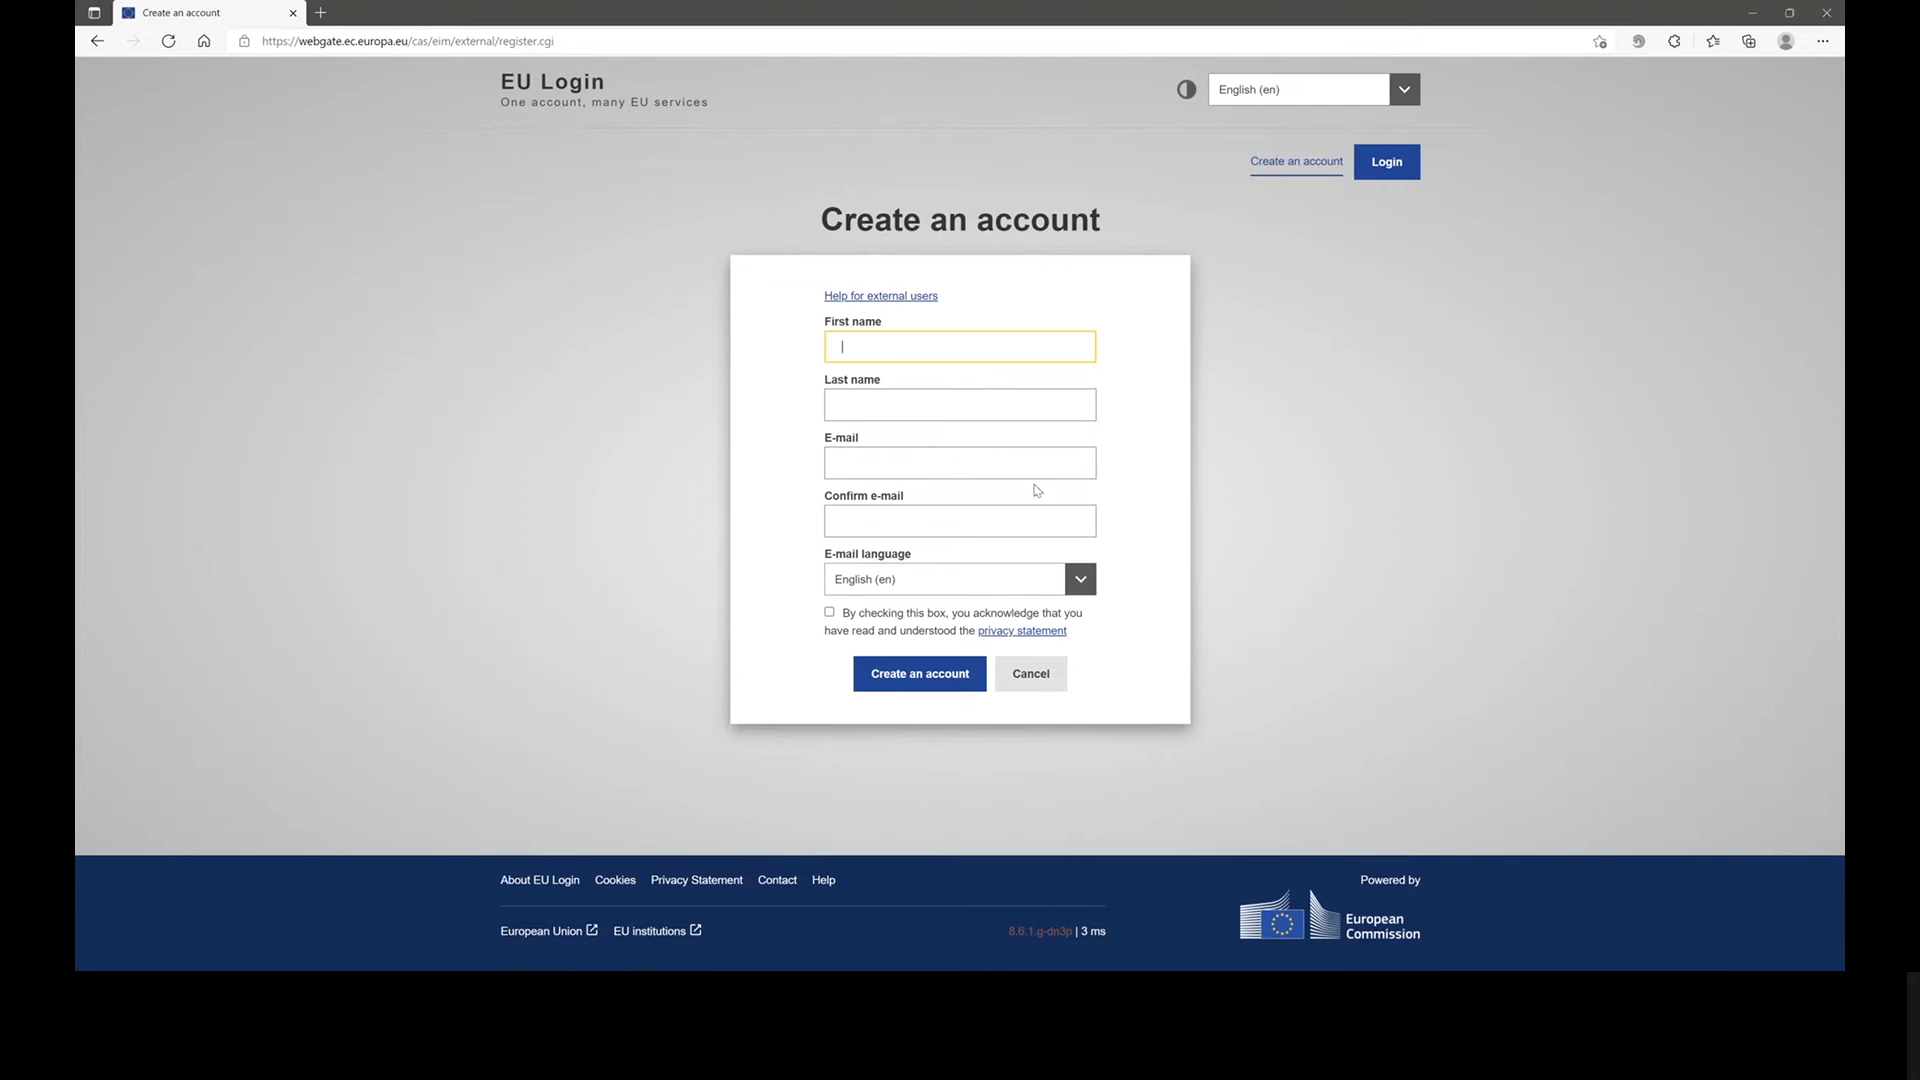 Create an account
https://webgate.ec.europa.eu/cas/eim/external/register.cgi
EU Login
One account, many EU services
English (en)
Create an account
Login
Create an account
Help for external users
First name
Last name
E-mail
Confirm e-mail
E-mail language
English (en)
By checking this box, you acknowledge that you
have read and understood the privacy statement
Create an account
Cancel
About EU Login
Cookies
Privacy Statement
Contact
Help
Powered by
European Union
EU institutions
8.6.1.g-dn3p | 3 ms
European
Commission